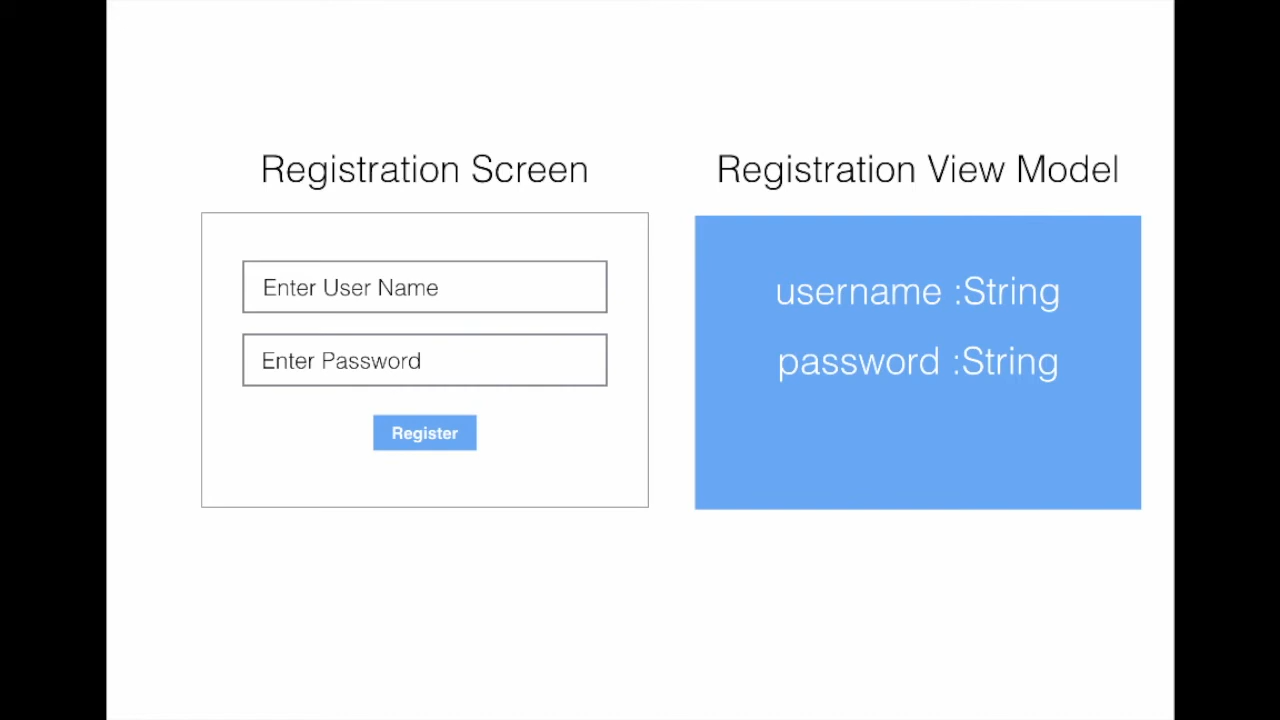 Registration Screen
Enter User Name
Enter Password
Register
Registration View Model
username :String
password :String